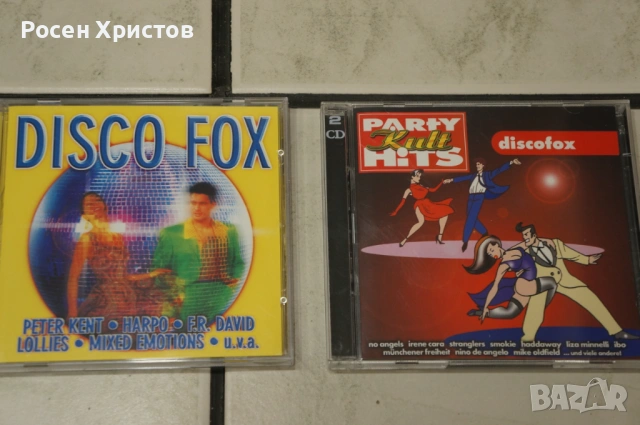 Росен Христов
DISCO FOX
PETER KENT • HARPO • F.R. DAVID
LOLLIES • MIXED EMOTIONS • u.v.a.
2
CD
PARTY
Kult
HiTS
discofox
no angels irene cara stranglers smokie haddaway liza minnelli ibo
münchener freiheit nino de angelo mike oldfield ... und viele andere!
BAZAR